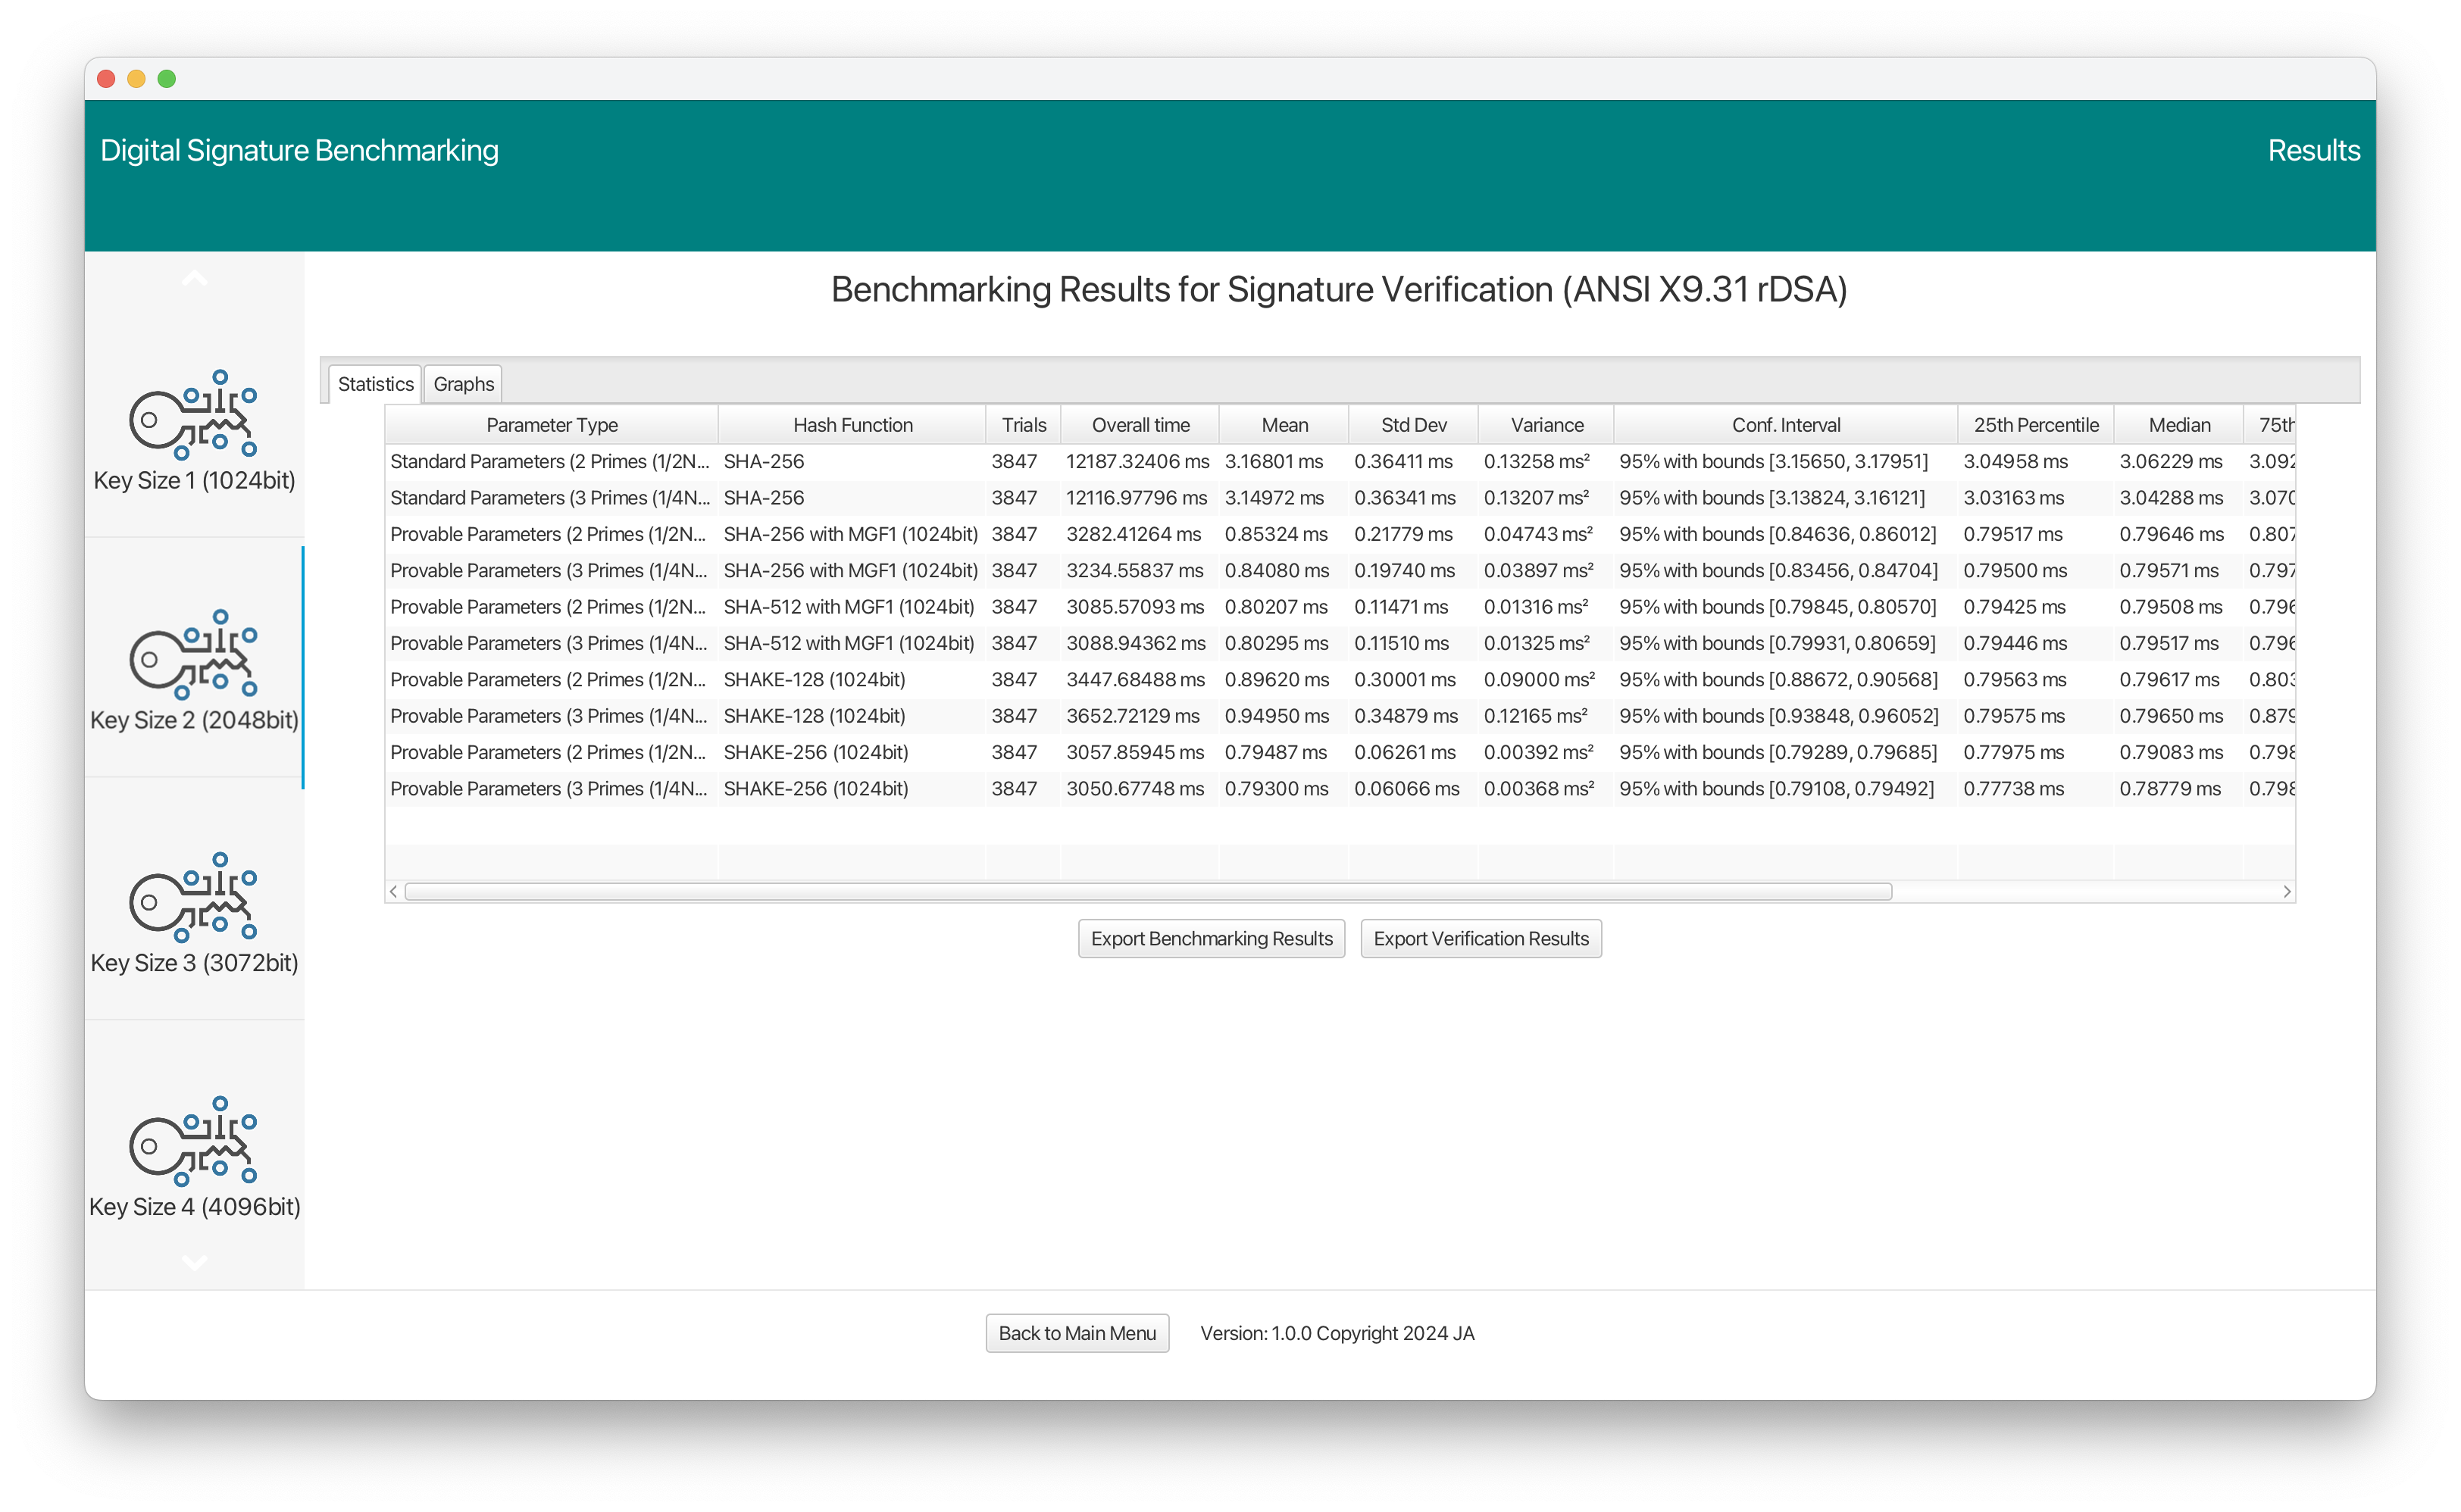 Digital Signature Benchmarking
Results
Key Size 1 (1024bit)
Key Size 2 (2048bit)
Key Size 3 (3072bit)
Key Size 4 (4096bit)
Benchmarking Results for Signature Verification (ANSI X9.31 rDSA)
Statistics Graphs
Parameter Type Hash Function Trials Overall time Mean Std Dev Variance Conf. Interval 25th Percentile Median 75th
Standard Parameters (2 Primes (1/2N... SHA-256 3847 12187.32406 ms 3.16801 ms 0.36411 ms 0.13258 ms² 95% with bounds [3.15650, 3.17951] 3.04958 ms 3.06229 ms 3.092
Standard Parameters (3 Primes (1/4N... SHA-256 3847 12116.97796 ms 3.14972 ms 0.36341 ms 0.13207 ms² 95% with bounds [3.13824, 3.16121] 3.03163 ms 3.04288 ms 3.070
Provable Parameters (2 Primes (1/2N... SHA-256 with MGF1 (1024bit) 3847 3282.41264 ms 0.85324 ms 0.21779 ms 0.04743 ms² 95% with bounds [0.84636, 0.86012] 0.79517 ms 0.79646 ms 0.807
Provable Parameters (3 Primes (1/4N... SHA-256 with MGF1 (1024bit) 3847 3234.55837 ms 0.84080 ms 0.19740 ms 0.03897 ms² 95% with bounds [0.83456, 0.84704] 0.79500 ms 0.79571 ms 0.797
Provable Parameters (2 Primes (1/2N... SHA-512 with MGF1 (1024bit) 3847 3085.57093 ms 0.80207 ms 0.11471 ms 0.01316 ms² 95% with bounds [0.79845, 0.80570] 0.79425 ms 0.79508 ms 0.796
Provable Parameters (3 Primes (1/4N... SHA-512 with MGF1 (1024bit) 3847 3088.94362 ms 0.80295 ms 0.11510 ms 0.01325 ms² 95% with bounds [0.79931, 0.80659] 0.79446 ms 0.79517 ms 0.796
Provable Parameters (2 Primes (1/2N... SHAKE-128 (1024bit) 3847 3447.68488 ms 0.89620 ms 0.30001 ms 0.09000 ms² 95% with bounds [0.88672, 0.90568] 0.79563 ms 0.79617 ms 0.803
Provable Parameters (3 Primes (1/4N... SHAKE-128 (1024bit) 3847 3652.72129 ms 0.94950 ms 0.34879 ms 0.12165 ms² 95% with bounds [0.93848, 0.96052] 0.79575 ms 0.79650 ms 0.879
Provable Parameters (2 Primes (1/2N... SHAKE-256 (1024bit) 3847 3057.85945 ms 0.79487 ms 0.06261 ms 0.00392 ms² 95% with bounds [0.79289, 0.79685] 0.77975 ms 0.79083 ms 0.798
Provable Parameters (3 Primes (1/4N... SHAKE-256 (1024bit) 3847 3050.67748 ms 0.79300 ms 0.06066 ms 0.00368 ms² 95% with bounds [0.79108, 0.79492] 0.77738 ms 0.78779 ms 0.798
Export Benchmarking Results Export Verification Results
Back to Main Menu Version: 1.0.0 Copyright 2024 JA